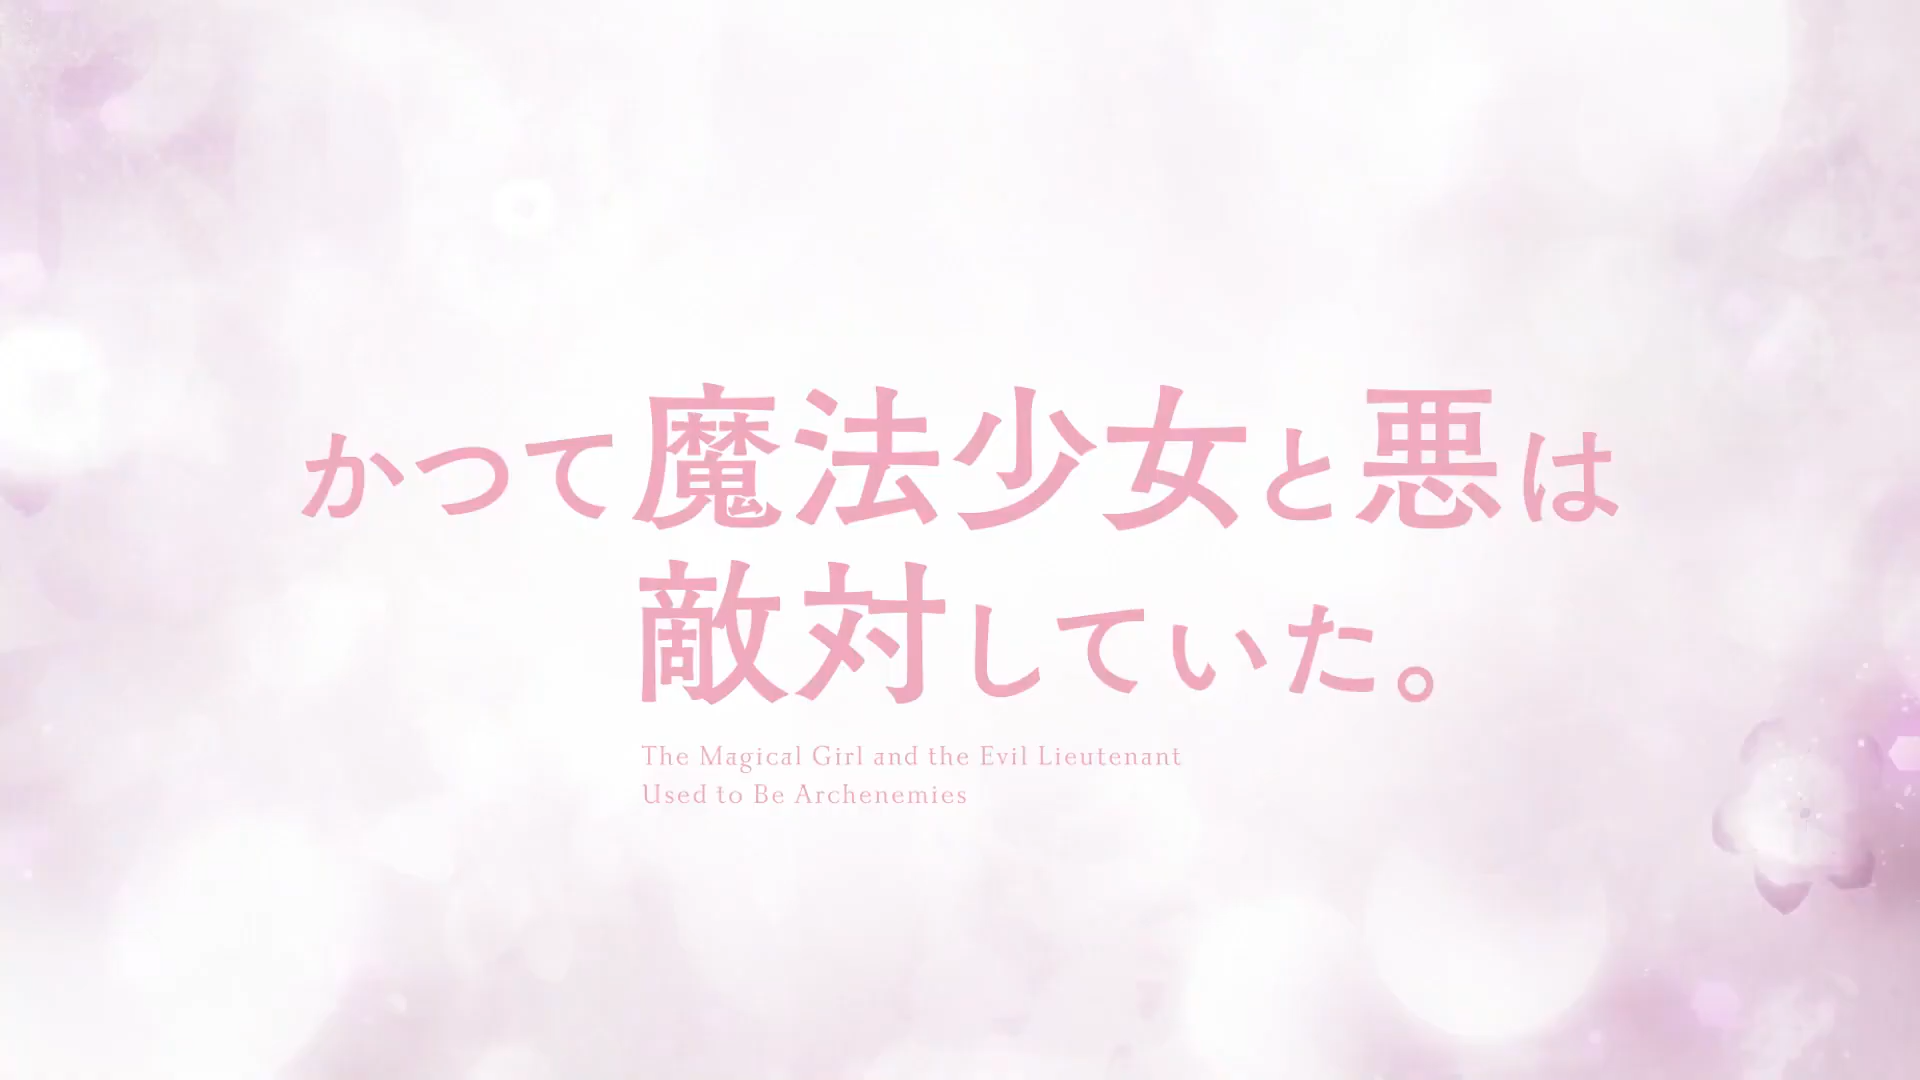 かつて魔法少女と悪は
敵対していた。
The Magical Girl and the Evil Lieutenant
Used to Be Archenemies